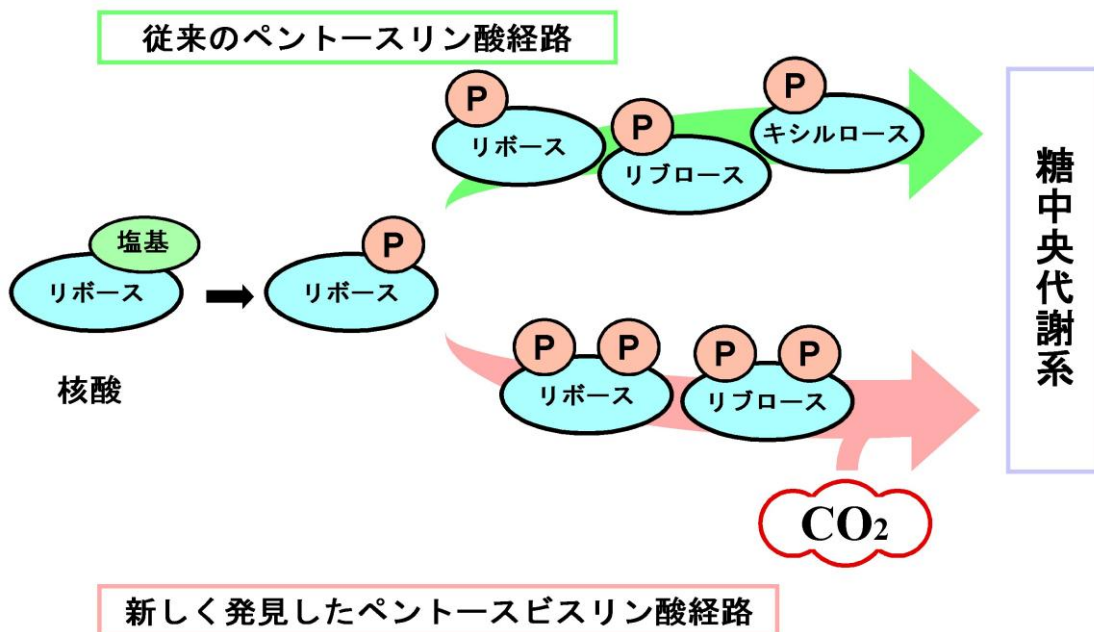 従来のペントースリン酸経路
P
リボース
P
リブロース
P
キシルロース
塩基
リボース
P
リボース
核酸
P P
リボース
P P
リブロース
CO₂
糖中央代謝系
新しく発見したペントースビスリン酸経路